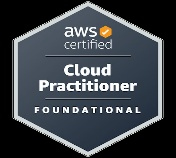 aws
certified
Cloud
Practitioner
FOUNDATIONAL